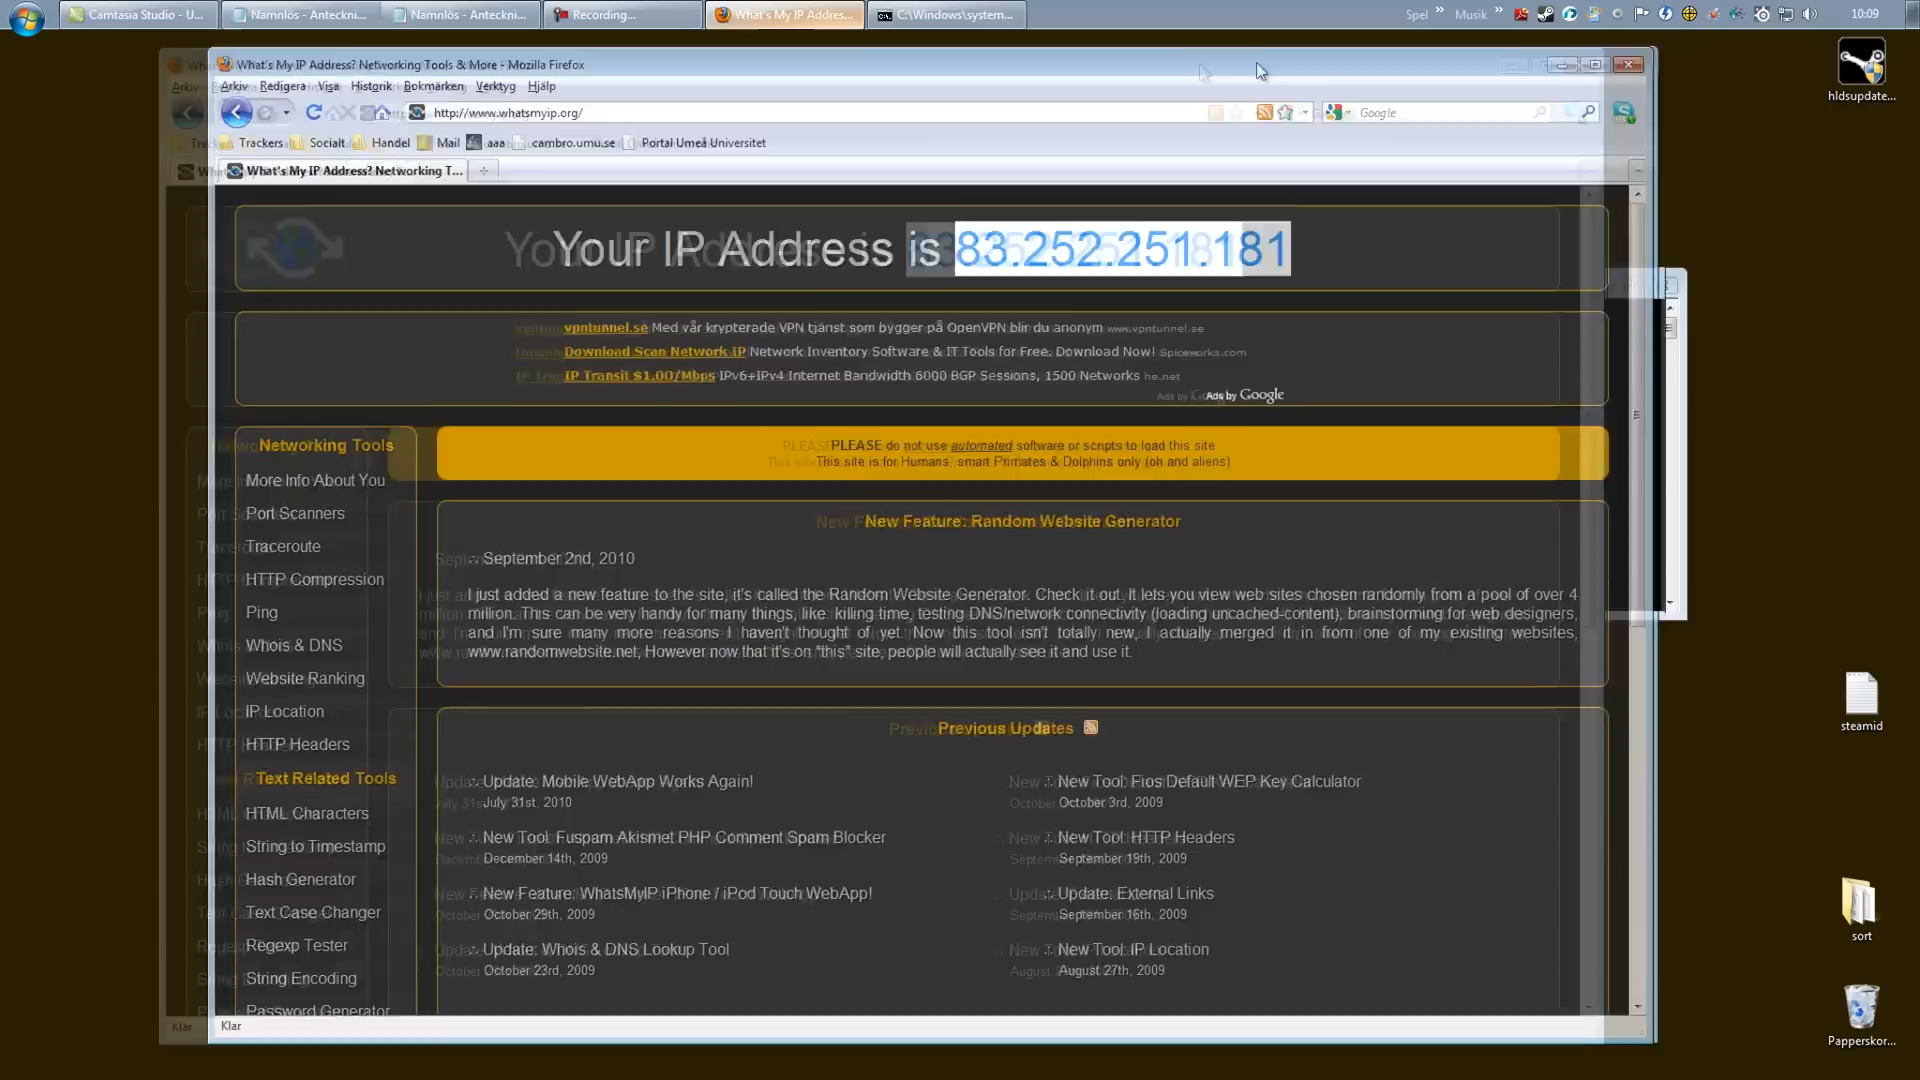 Camtasia Studio - U...
Namnlös - Anteckni...
Namnlös - Anteckni...
Recording...
What's My IP Addres...
C:\Windows\system...
Spel »
Musik »
10:09
What's My IP Address? Networking Tools & More - Mozilla Firefox
Arkiv Redigera Visa Historik Bokmärken Verktyg Hjälp
http://www.whatsmyip.org/
Google
Trackers Socialt Handel Mail aaa cambro.umu.se Portal Umeå Universitet
What's My IP Address? Networking T...
Your IP Address is 83.252.251.181
vpntunnel.se Med vår krypterade VPN tjänst som bygger på OpenVPN blir du anonym www.vpntunnel.se
Download Scan Network IP Network Inventory Software & IT Tools for Free. Download Now! Spiceworks.com
IP Transit $1.00/Mbps IPv6+IPv4 Internet Bandwidth 6000 BGP Sessions, 1500 Networks he.net
Ads by Google
Networking Tools
More Info About You
Port Scanners
Traceroute
HTTP Compression
Ping
Whois & DNS
Website Ranking
IP Location
HTTP Headers
Text Related Tools
HTML Characters
String to Timestamp
Hash Generator
Text Case Changer
Regexp Tester
String Encoding
Password Generator
PLEASE do not use automated software or scripts to load this site
This site is for Humans, smart Primates & Dolphins only (oh and aliens)
New Feature: Random Website Generator
September 2nd, 2010
I just added a new feature to the site, it's called the Random Website Generator. Check it out. It lets you view web sites chosen randomly from a pool of over 4
million. This can be very handy for many things, like: killing time, testing DNS/network connectivity (loading uncached-content), brainstorming for web designers,
and I'm sure many more reasons I haven't thought of yet. Now this tool isn't totally new, I actually merged it in from one of my existing websites,
www.randomwebsite.net, However now that it's on *this* site, people will actually see it and use it.
Previous Updates
Update: Mobile WebApp Works Again!
July 31st, 2010
New Tool: Fuspam Akismet PHP Comment Spam Blocker
December 14th, 2009
New Feature: WhatsMyIP iPhone / iPod Touch WebApp!
October 29th, 2009
Update: Whois & DNS Lookup Tool
October 23rd, 2009
New Tool: Fios Default WEP Key Calculator
October 3rd, 2009
New Tool: HTTP Headers
September 19th, 2009
Update: External Links
September 16th, 2009
New Tool: IP Location
August 27th, 2009
Klar
hldsupdate...
steamid
sort
Papperskor...